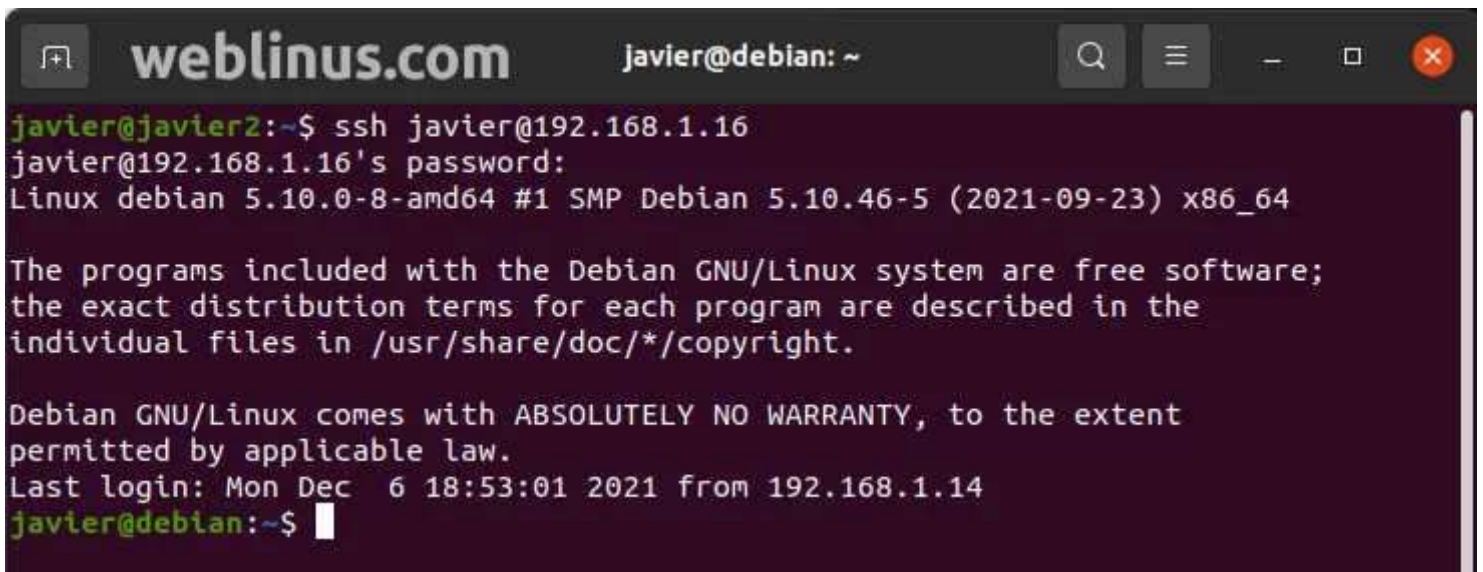 weblinus.com javier@debian: ~
javier@javier2:~$ ssh javier@192.168.1.16
javier@192.168.1.16's password:
Linux debian 5.10.0-8-amd64 #1 SMP Debian 5.10.46-5 (2021-09-23) x86_64
The programs included with the Debian GNU/Linux system are free software;
the exact distribution terms for each program are described in the
individual files in /usr/share/doc/*/copyright.
Debian GNU/Linux comes with ABSOLUTELY NO WARRANTY, to the extent
permitted by applicable law.
Last login: Mon Dec  6 18:53:01 2021 from 192.168.1.14
javier@debian:~$